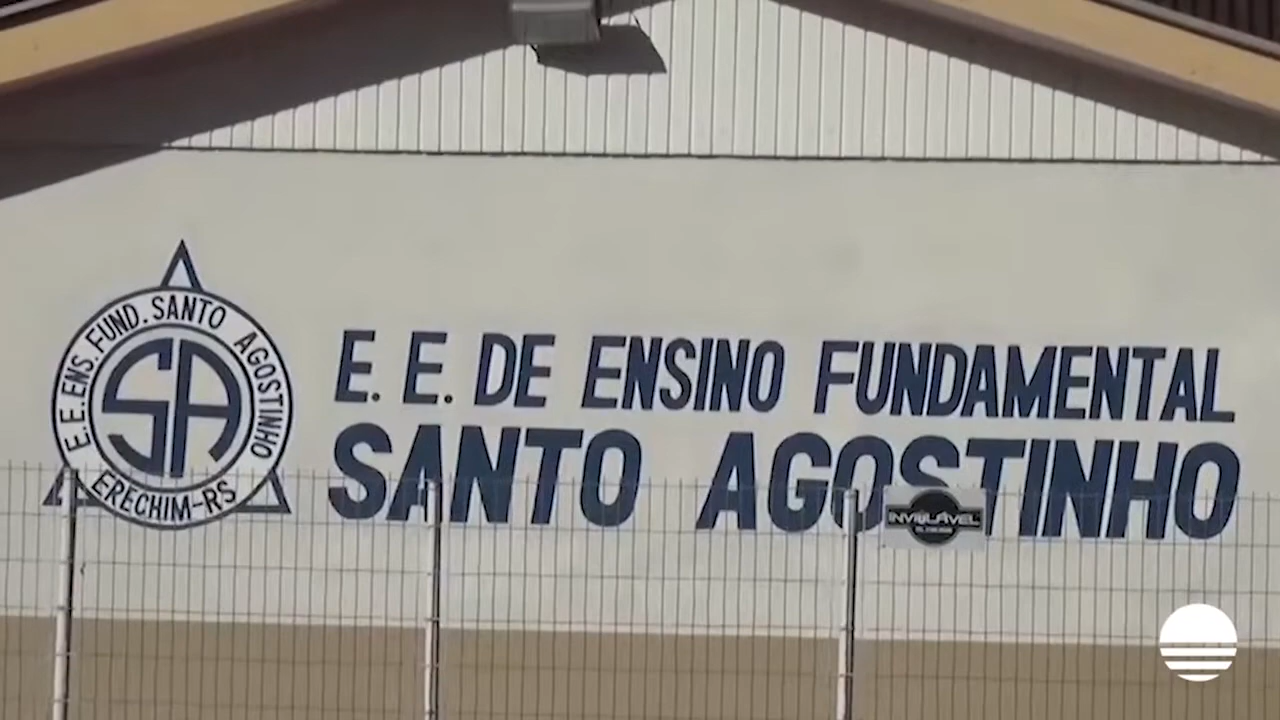 E. E. ENS. FUND. SANTO AGOSTINHO
SA
ERECHIM-RS
E. E. DE ENSINO FUNDAMENTAL
SANTO AGOSTINHO
INVIOLÁVEL